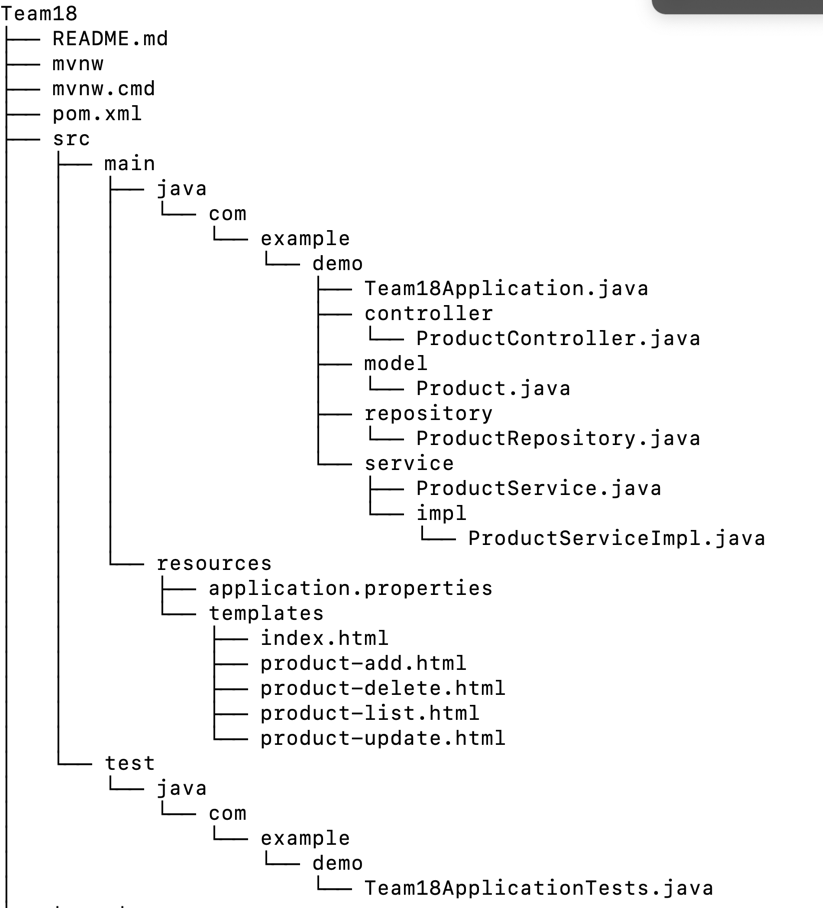 Team18
├── README.md
├── mvnw
├── mvnw.cmd
├── pom.xml
├── src
│   ├── main
│   │   ├── java
│   │   │   └── com
│   │   │       └── example
│   │   │           └── demo
│   │   │               ├── Team18Application.java
│   │   │               ├── controller
│   │   │               │   └── ProductController.java
│   │   │               ├── model
│   │   │               │   └── Product.java
│   │   │               ├── repository
│   │   │               │   └── ProductRepository.java
│   │   │               └── service
│   │   │                   ├── ProductService.java
│   │   │                   └── impl
│   │   │                       └── ProductServiceImpl.java
│   │   └── resources
│   │       ├── application.properties
│   │       └── templates
│   │           ├── index.html
│   │           ├── product-add.html
│   │           ├── product-delete.html
│   │           ├── product-list.html
│   │           └── product-update.html
│   └── test
│       └── java
│           └── com
│               └── example
│                   └── demo
│                       └── Team18ApplicationTests.java